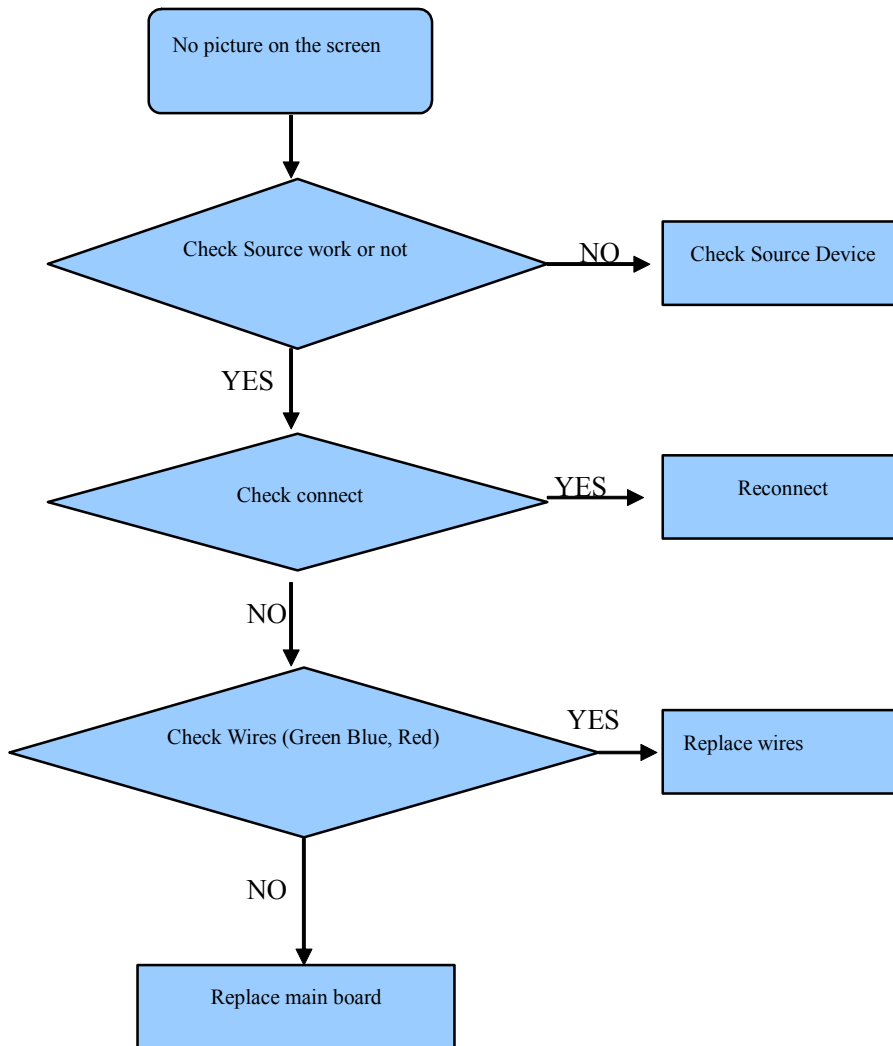 No picture on the screen
Check Source work or not
NO
Check Source Device
YES
Check connect
YES
Reconnect
NO
Check Wires (Green Blue, Red)
YES
Replace wires
NO
Replace main board